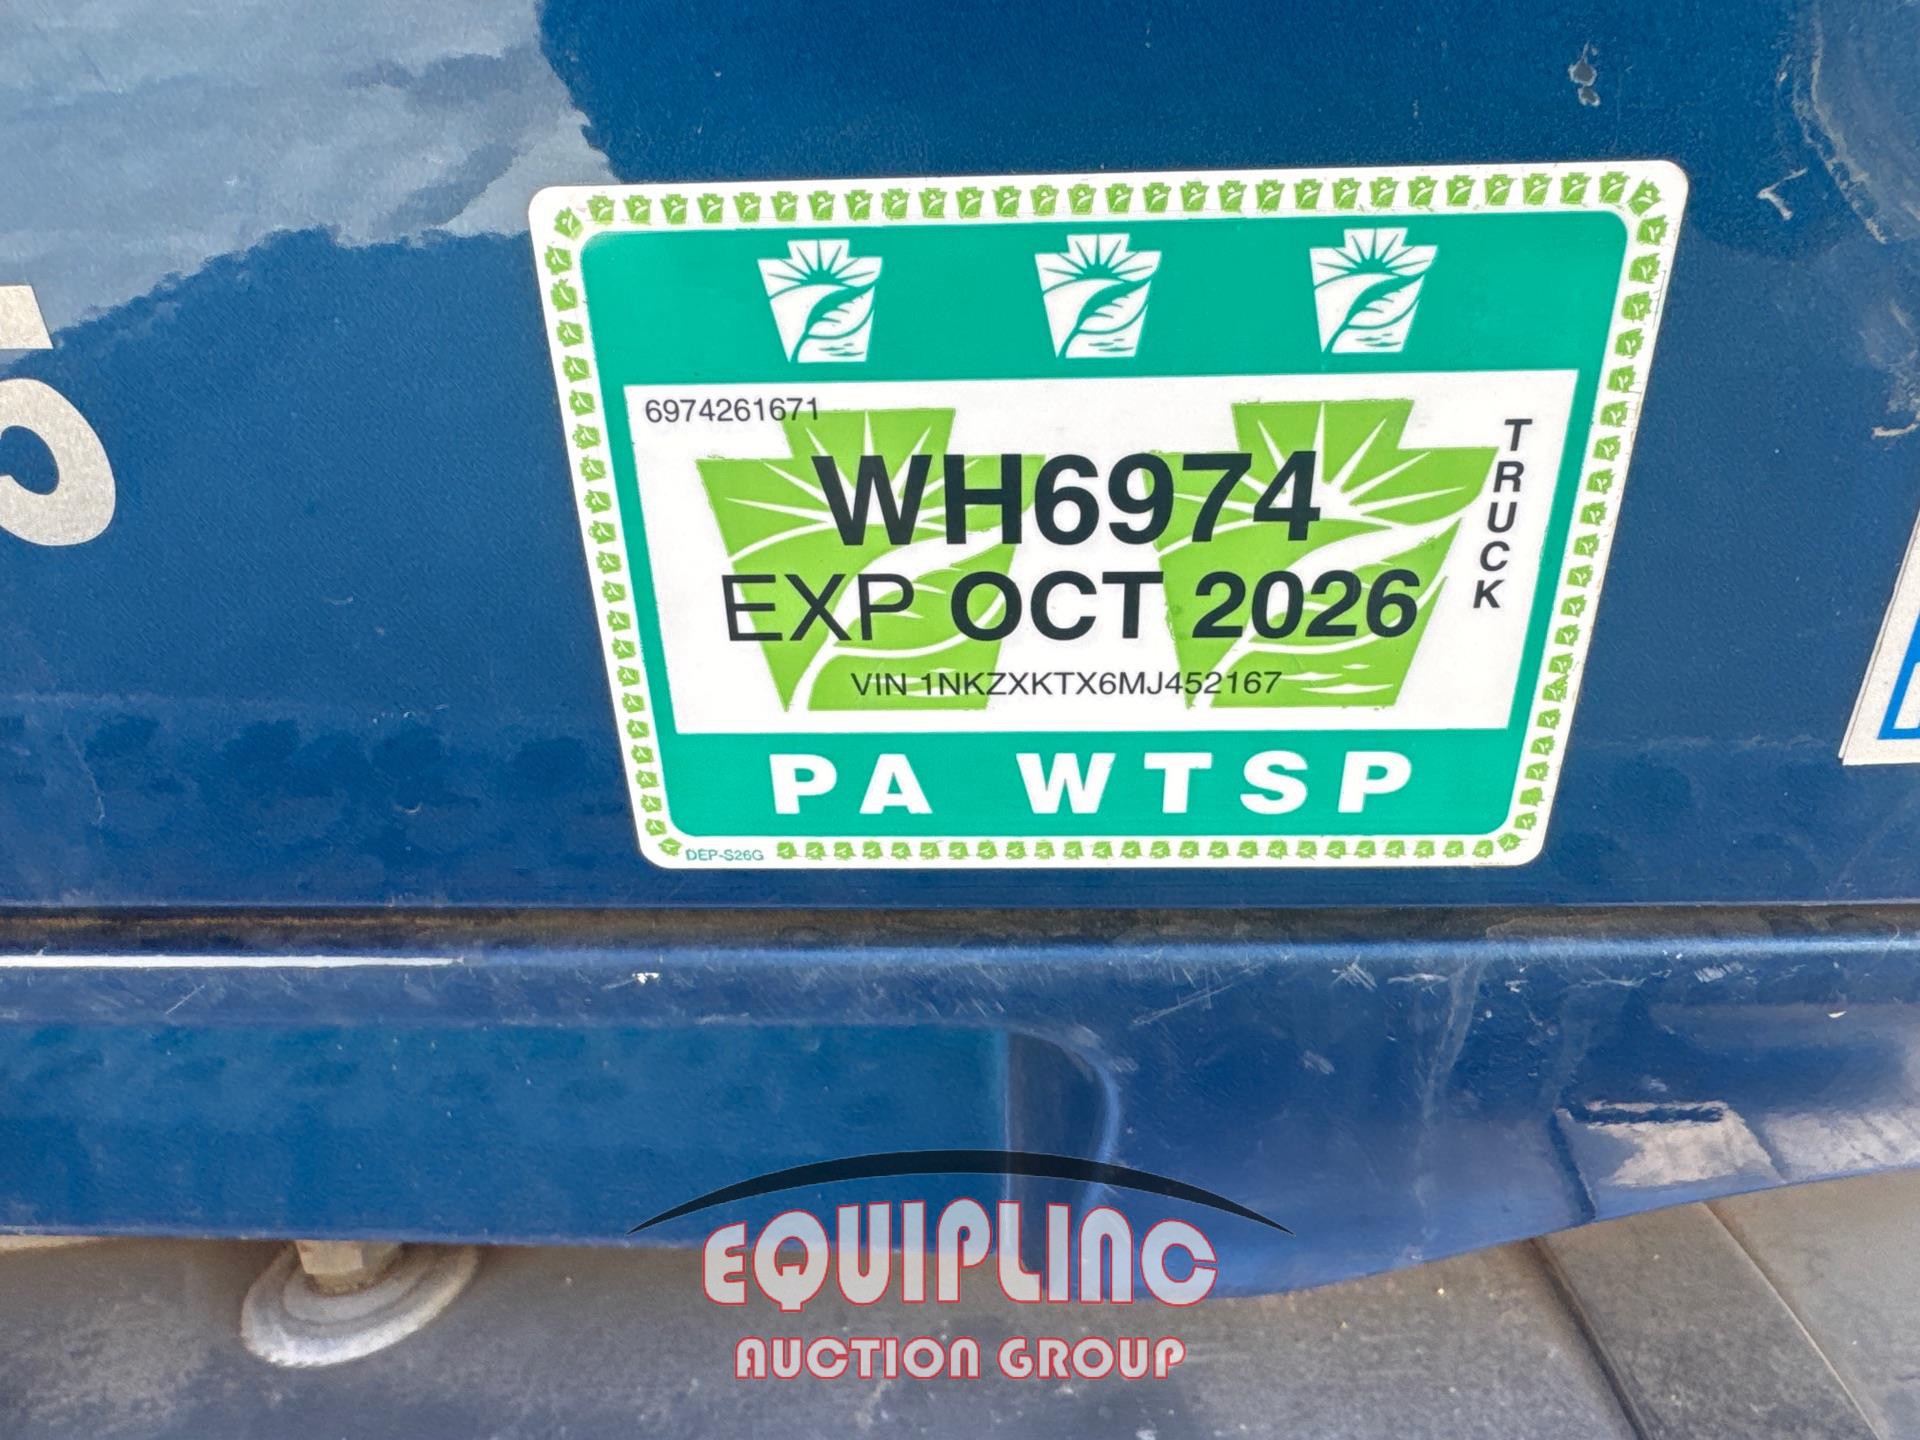 6974261671
WH6974
EXP OCT 2026
VIN 1NKZXKTX6MJ452167
TRUCK
PA WTSP
DEP-S26G
EQUIPLINC
AUCTION GROUP